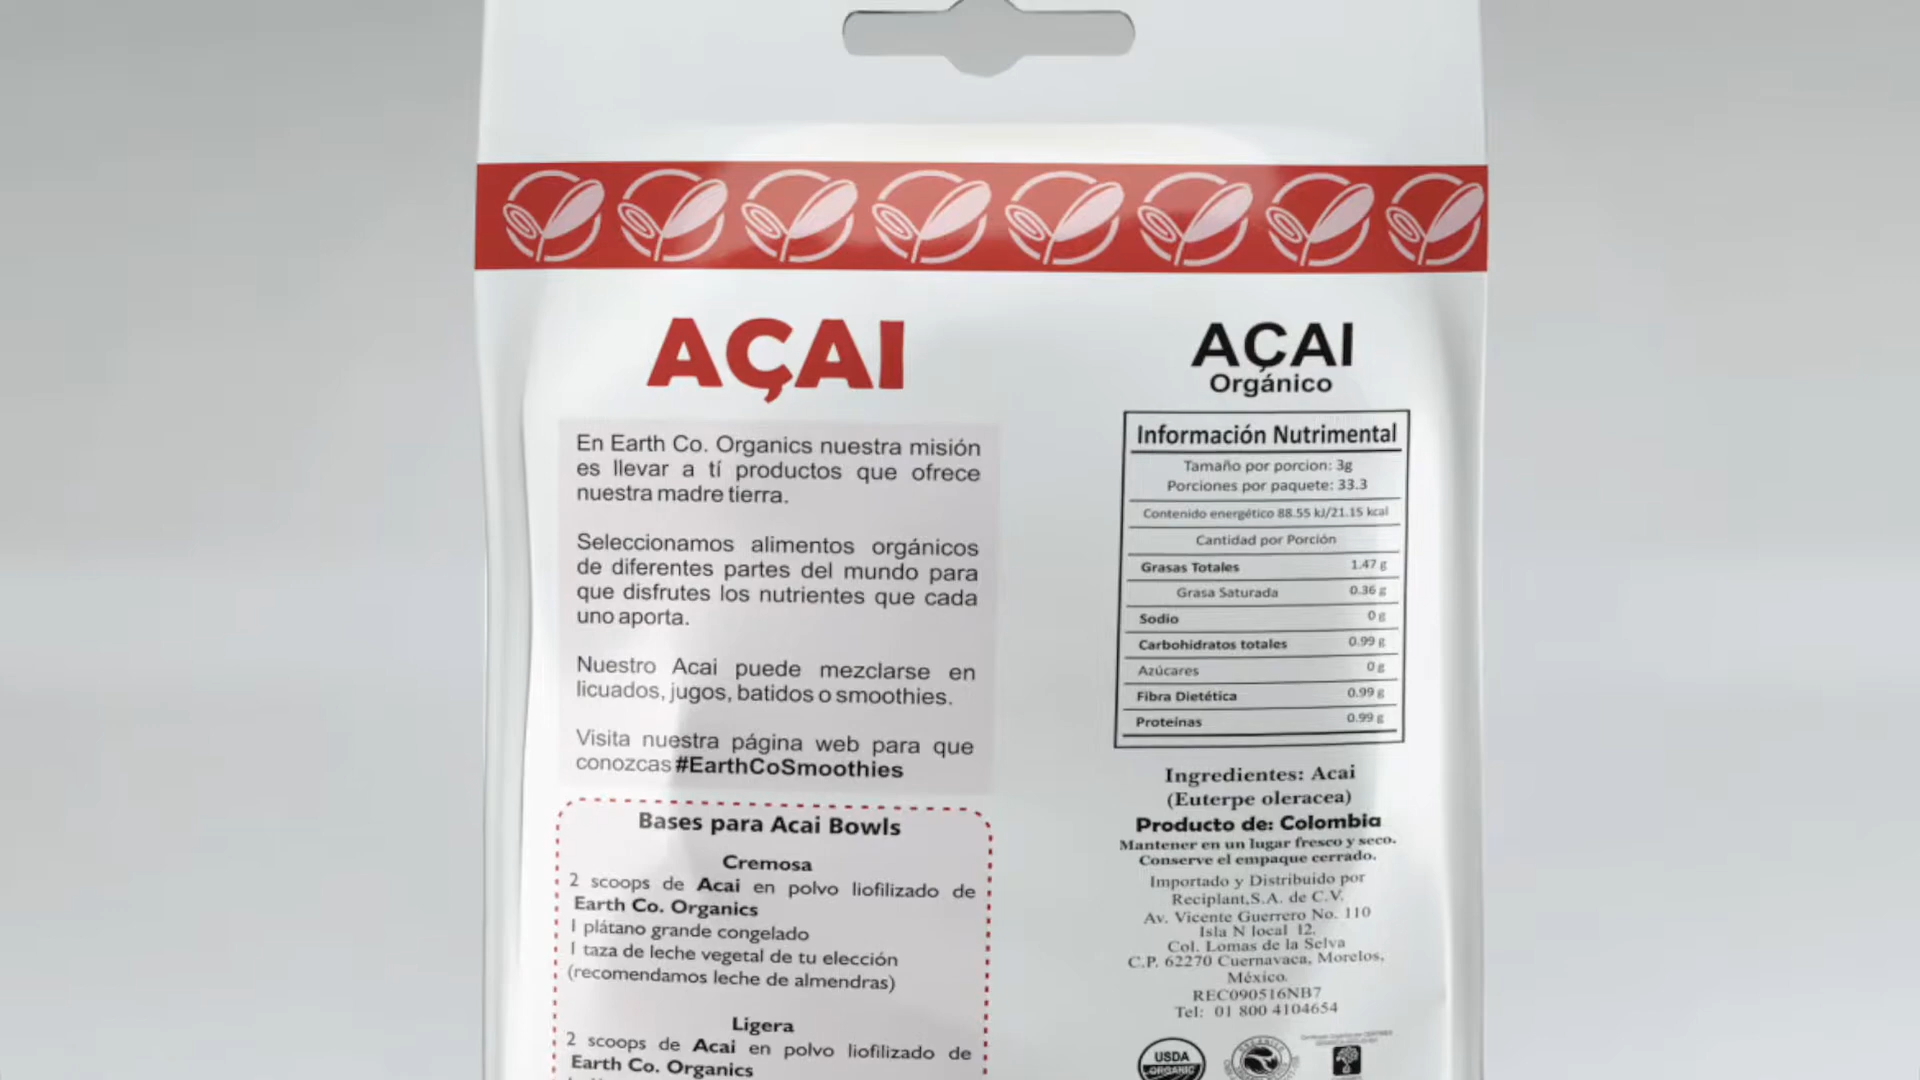 AÇAI
En Earth Co. Organics nuestra misión
es llevar a tí productos que ofrece
nuestra madre tierra.
Seleccionamos alimentos orgánicos
de diferentes partes del mundo para
que disfrutes los nutrientes que cada
uno aporta.
Nuestro Acai puede mezclarse en
licuados, jugos, batidos o smoothies.
Visita nuestra página web para que
conozcas #EarthCoSmoothies
Bases para Acai Bowls
Cremosa
2 scoops de Acai en polvo liofilizado de
Earth Co. Organics
1 plátano grande congelado
1 taza de leche vegetal de tu elección
(recomendamos leche de almendras)
Ligera
2 scoops de Acai en polvo liofilizado de
Earth Co. Organics
AÇAI
Orgánico
Información Nutrimental
Tamaño por porcion: 3g
Porciones por paquete: 33.3
Contenido energético 88.55 kJ/21.15 kcal
Cantidad por Porción
Grasas Totales 1.47 g
Grasa Saturada 0.36 g
Sodio 0 g
Carbohidratos totales 0.99 g
Azúcares 0 g
Fibra Dietética 0.99 g
Proteínas 0.99 g
Ingredientes: Acai
(Euterpe oleracea)
Producto de: Colombia
Mantener en un lugar fresco y seco.
Conserve el empaque cerrado.
Importado y Distribuido por
Reciplant,S.A. de C.V.
Av. Vicente Guerrero No. 110
Isla N local 12.
Col. Lomas de la Selva
C.P. 62270 Cuernavaca, Morelos,
México.
REC090516NB7
Tel: 01 800 4104654
USDA
ORGANIC